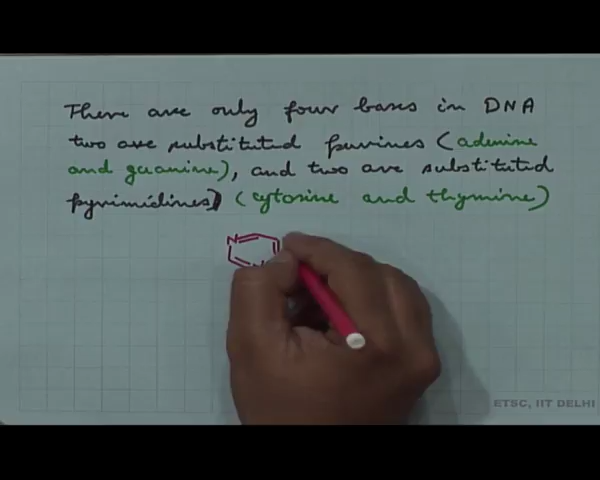 There are only four bases in DNA
two are substituted purines (adenine
and guanine), and two are substituted
pyrimidines) (cytosine and thymine)
N
N
ETSC, IIT DELHI